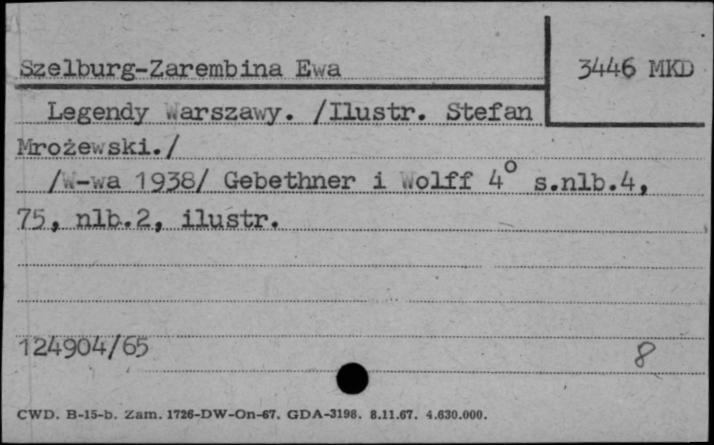 Szelburg-Zarembina Ewa
3446 MKD
Legendy Warszawy. /Ilustr. Stefan
Mrożewski./
/W-wa 1938/ Gebethner i Wolff 4° s.nlb.4,
75, nlb.2, ilustr.
124904/65
8
CWD. B-15-b. Zam. 1726-DW-On-67. GDA-3198. 8.11.67. 4.630.000.